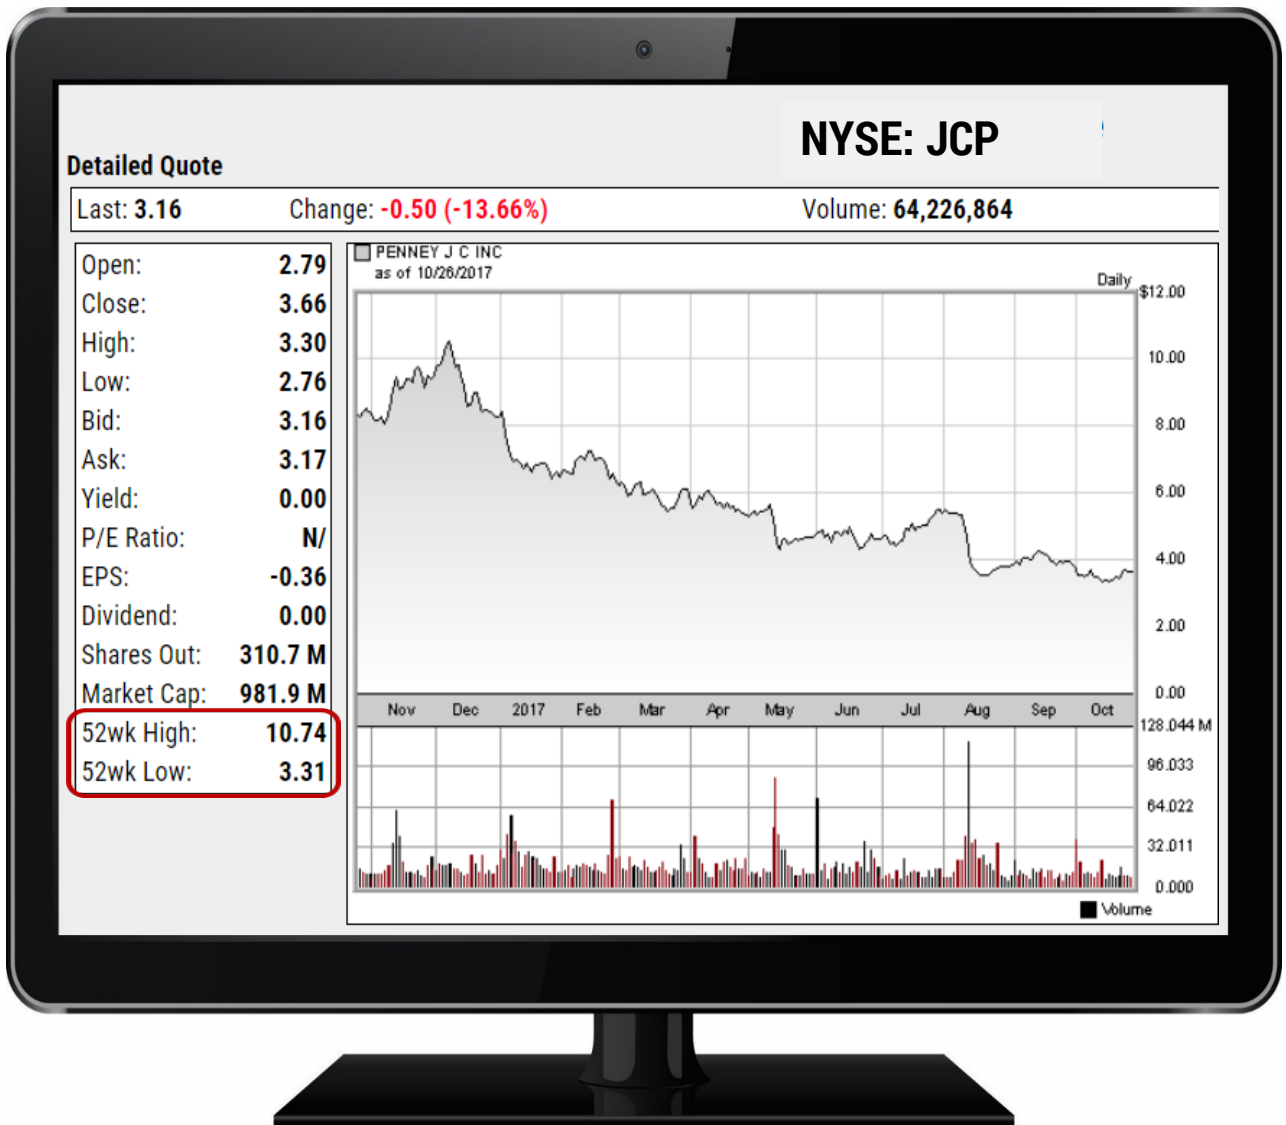 NYSE: JCP
Detailed Quote
Last: 3.16 Change: -0.50 (-13.66%) Volume: 64,226,864
Open: 2.79
Close: 3.66
High: 3.30
Low: 2.76
Bid: 3.16
Ask: 3.17
Yield: 0.00
P/E Ratio: N/
EPS: -0.36
Dividend: 0.00
Shares Out: 310.7 M
Market Cap: 981.9 M
52wk High: 10.74
52wk Low: 3.31
PENNEY J C INC
as of 10/26/2017
Daily
$12.00
10.00
8.00
6.00
4.00
2.00
0.00
Nov Dec 2017 Feb Mar Apr May Jun Jul Aug Sep Oct
128.044 M
96.033
64.022
32.011
0.000
Volume